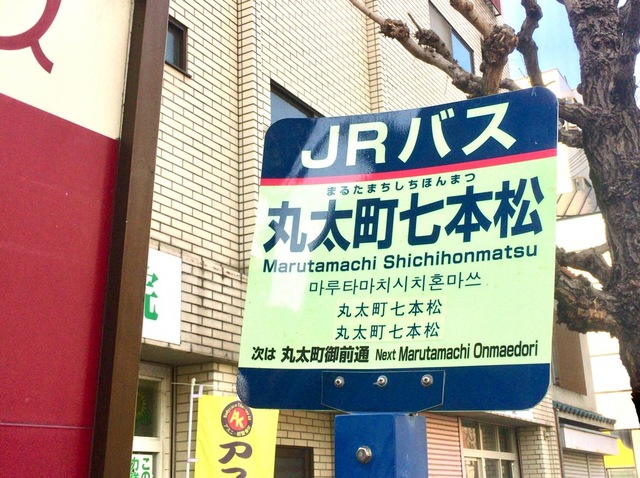 JRバス
まるたまちしちほんまつ
丸太町七本松
Marutamachi Shichihonmatsu
마루타마치시치혼마쓰
丸太町七本松
丸太町七本松
次は 丸太町御前通 Next Marutamachi Onmaedori
AK